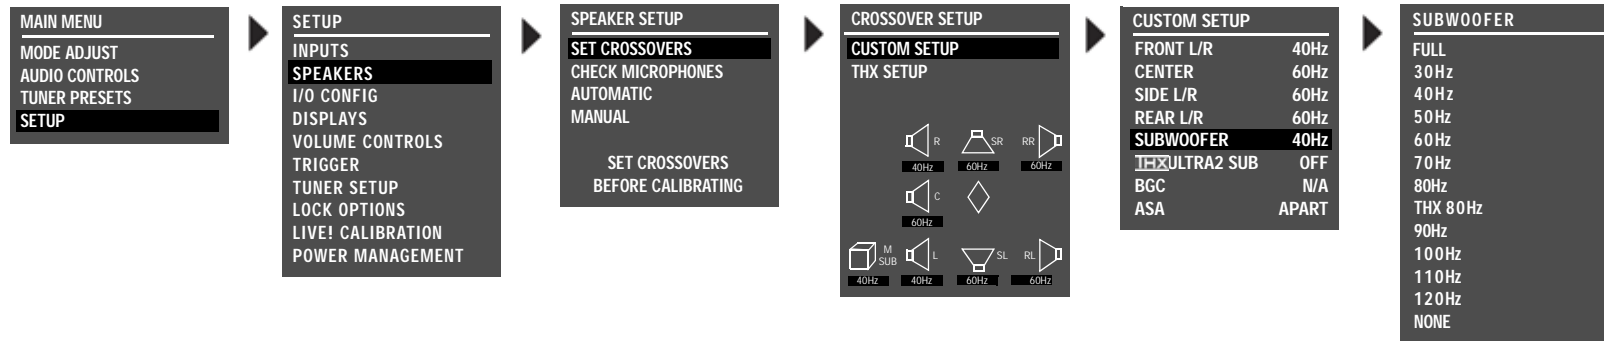 MAIN MENU
MODE ADJUST
AUDIO CONTROLS
TUNER PRESETS
SETUP
SETUP
INPUTS
SPEAKERS
I/O CONFIG
DISPLAYS
VOLUME CONTROLS
TRIGGER
TUNER SETUP
LOCK OPTIONS
LIVE! CALIBRATION
POWER MANAGEMENT
SPEAKER SETUP
SET CROSSOVERS
CHECK MICROPHONES
AUTOMATIC
MANUAL
SET CROSSOVERS
BEFORE CALIBRATING
CROSSOVER SETUP
CUSTOM SETUP
THX SETUP
R SR RR
40Hz 60Hz 60Hz
C
60Hz
M SUB L SL RL
40Hz 40Hz 60Hz 60Hz
CUSTOM SETUP
FRONT L/R 40Hz
CENTER 60Hz
SIDE L/R 60Hz
REAR L/R 60Hz
SUBWOOFER 40Hz
THX ULTRA2 SUB OFF
BGC N/A
ASA APART
SUBWOOFER
FULL
30Hz
40Hz
50Hz
60Hz
70Hz
80Hz
THX 80Hz
90Hz
100Hz
110Hz
120Hz
NONE